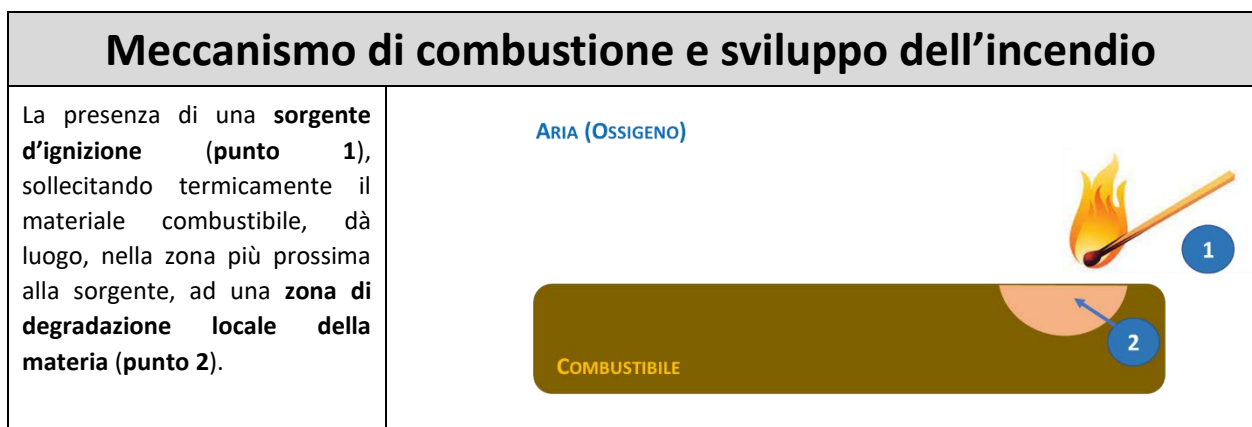 Meccanismo di combustione e sviluppo dell’incendio
La presenza di una sorgente
d'ignizione (punto 1),
sollecitando termicamente il
materiale combustibile, dà
luogo, nella zona più prossima
alla sorgente, ad una zona di
degradazione locale della
materia (punto 2).
ARIA (OSSIGENO)
1
2
COMBUSTIBILE